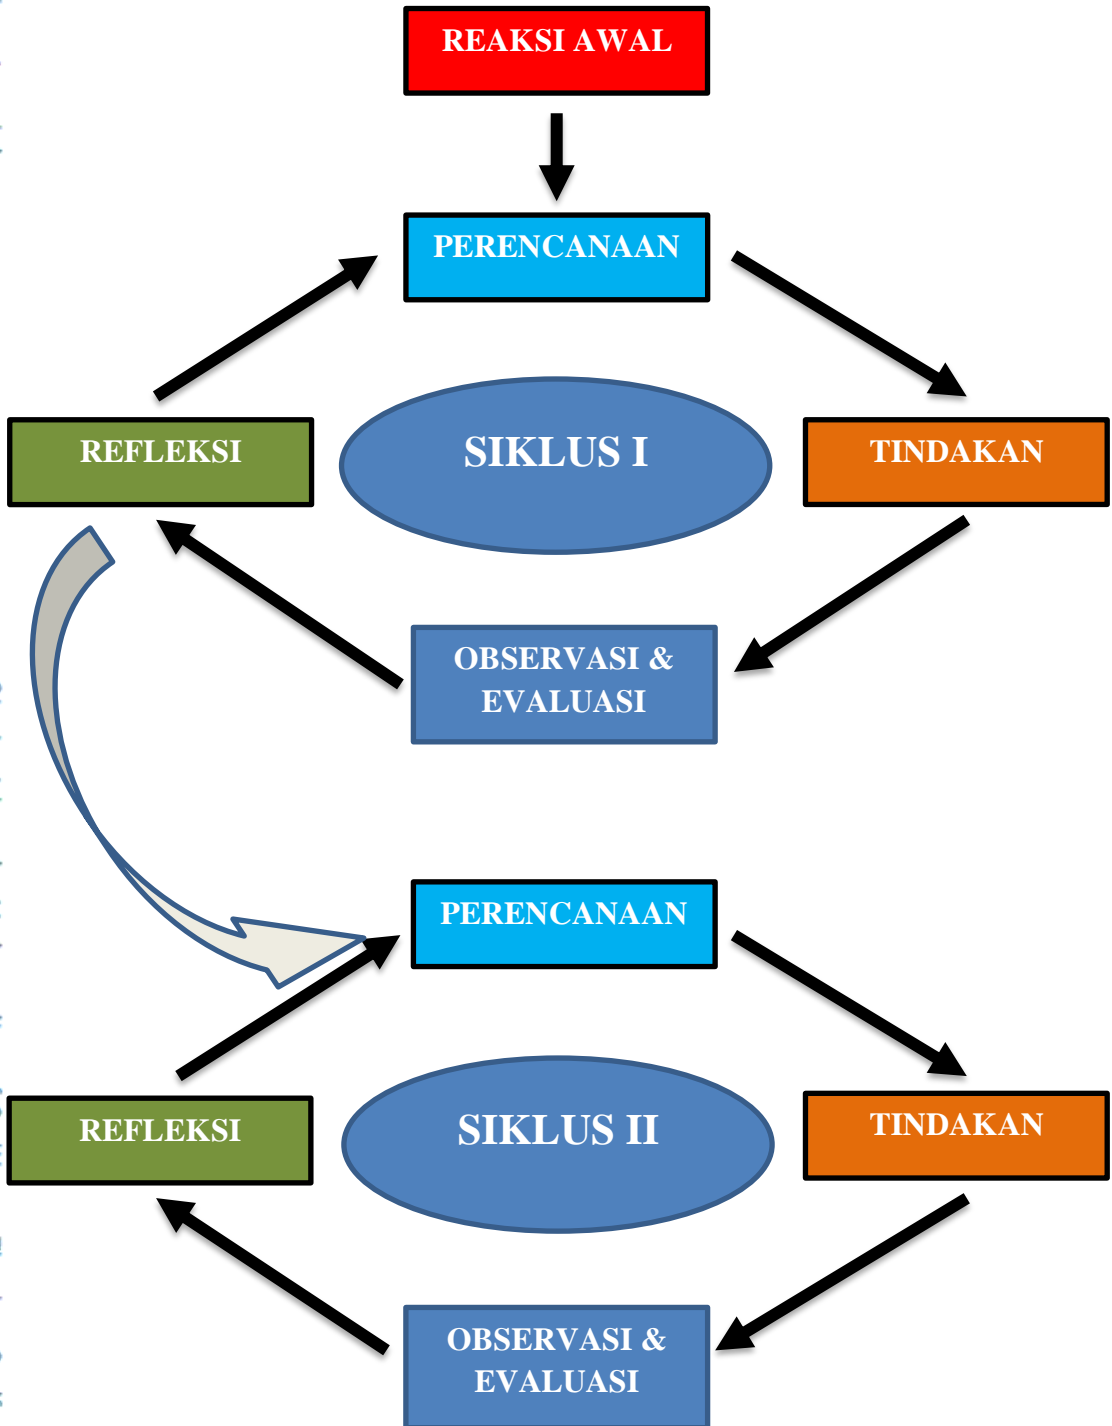 REAKSI AWAL
PERENCANAAN
REFLEKSI
SIKLUS I
TINDAKAN
OBSERVASI &
EVALUASI
PERENCANAAN
REFLEKSI
SIKLUS II
TINDAKAN
OBSERVASI &
EVALUASI